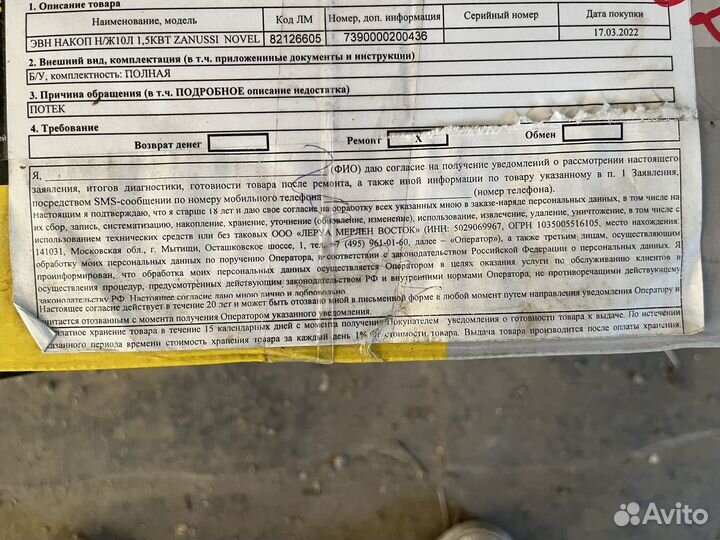 1. Описание товара
Наименование, модель Код ЛМ Номер, доп. информация Серийный номер Дата покупки
ЭВН НАКОП Н/Ж10Л 1,5КВТ ZANUSSI NOVEL 82126605 7390000200436 17.03.2022
2. Внешний вид, комплектация (в т.ч. приложенные документы и инструкции)
Б/У, комплектность: ПОЛНАЯ
3. Причина обращения (в т.ч. ПОДРОБНОЕ описание недостатка)
ПОТЕК
4. Требование
Возврат денег Ремонт X Обмен
Я, (ФИО) даю согласие на получение уведомлений о рассмотрении настоящего
заявления, итогов диагностики, готовности товара после ремонта, а также иной информации по товару указанному в п. 1 Заявления,
посредством SMS-сообщении по номеру мобильного телефона (номер телефона).
Настоящим я подтверждаю, что я старше 18 лет и даю свое согласие на обработку всех указанных мною в заказе-наряде персональных данных, в том числе на
их сбор, запись, систематизацию, накопление, хранение, уточнение (обновление, изменение), использование, извлечение, удаление, уничтожение, в том числе с
использованием технических средств или без таковых ООО «ЛЕРУА МЕРЛЕН ВОСТОК» (ИНН: 5029069967, ОГРН 1035005516105, место нахождения:
141031, Московская обл., г. Мытищи, Осташковское шоссе, 1, тел. +7 (495) 961-01-60, далее – «Оператор»), а также третьим лицам, осуществляющим
обработку моих персональных данных по поручению Оператора, в соответствии с законодательством Российской Федерации о персональных данных. Я
проинформирован, что обработка моих персональных данных осуществляется Оператором в целях оказания услуги по обслуживанию клиентов и
осуществления процедур, предусмотренных действующим законодательством РФ и внутренними нормами Оператора, не противоречащими действующему
законодательству РФ. Настоящее согласие дано мною лично и добровольно.
Настоящее согласие действует в течение 20 лет и может быть отозвано мной в письменной форме в любой момент путем направления уведомления Оператору и
считается отозванным с момента получения Оператором указанного уведомления.
платное хранение товара в течение 15 календарных дней с момента получения Покупателем уведомления о готовности товара к выдаче. По истечении
казанного периода времени стоимость хранения товара за каждый день 1% от стоимости товара. Выдача товара производится после оплаты хранения.
Avito